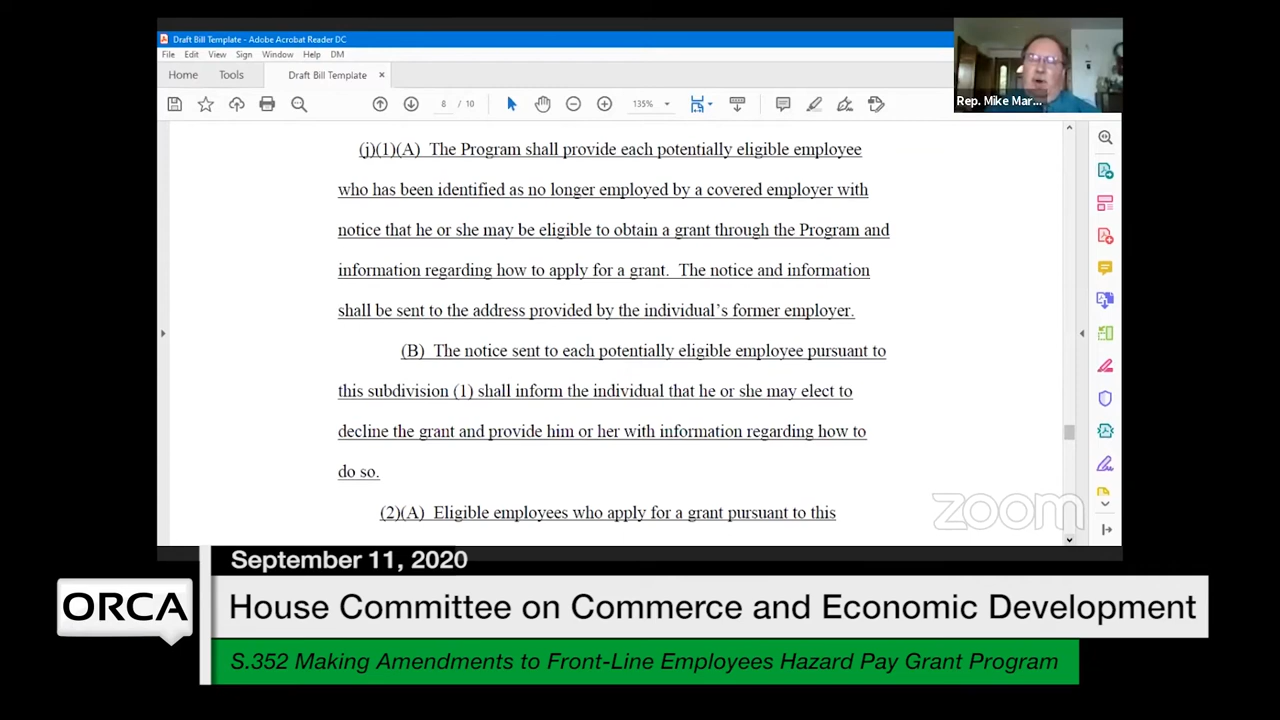 Draft Bill Template - Adobe Acrobat Reader DC
File Edit View Sign Window Help DM
Home Tools Draft Bill Template ×
8 / 10 135%
Rep. Mike Mar...
(j)(1)(A) The Program shall provide each potentially eligible employee
who has been identified as no longer employed by a covered employer with
notice that he or she may be eligible to obtain a grant through the Program and
information regarding how to apply for a grant. The notice and information
shall be sent to the address provided by the individual’s former employer.
(B) The notice sent to each potentially eligible employee pursuant to
this subdivision (1) shall inform the individual that he or she may elect to
decline the grant and provide him or her with information regarding how to
do so.
(2)(A) Eligible employees who apply for a grant pursuant to this
zoom
September 11, 2020
ORCA
House Committee on Commerce and Economic Development
S.352 Making Amendments to Front-Line Employees Hazard Pay Grant Program